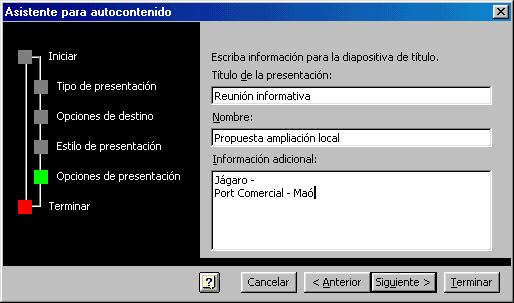 Asistente para autocontenido
Iniciar
Tipo de presentación
Opciones de destino
Estilo de presentación
Opciones de presentación
Terminar
Escriba información para la diapositiva de título.
Título de la presentación:
Reunión informativa
Nombre:
Propuesta ampliación local
Información adicional:
Jágaro -
Port Comercial - Maó
?
Cancelar
< Anterior
Siguiente >
Terminar